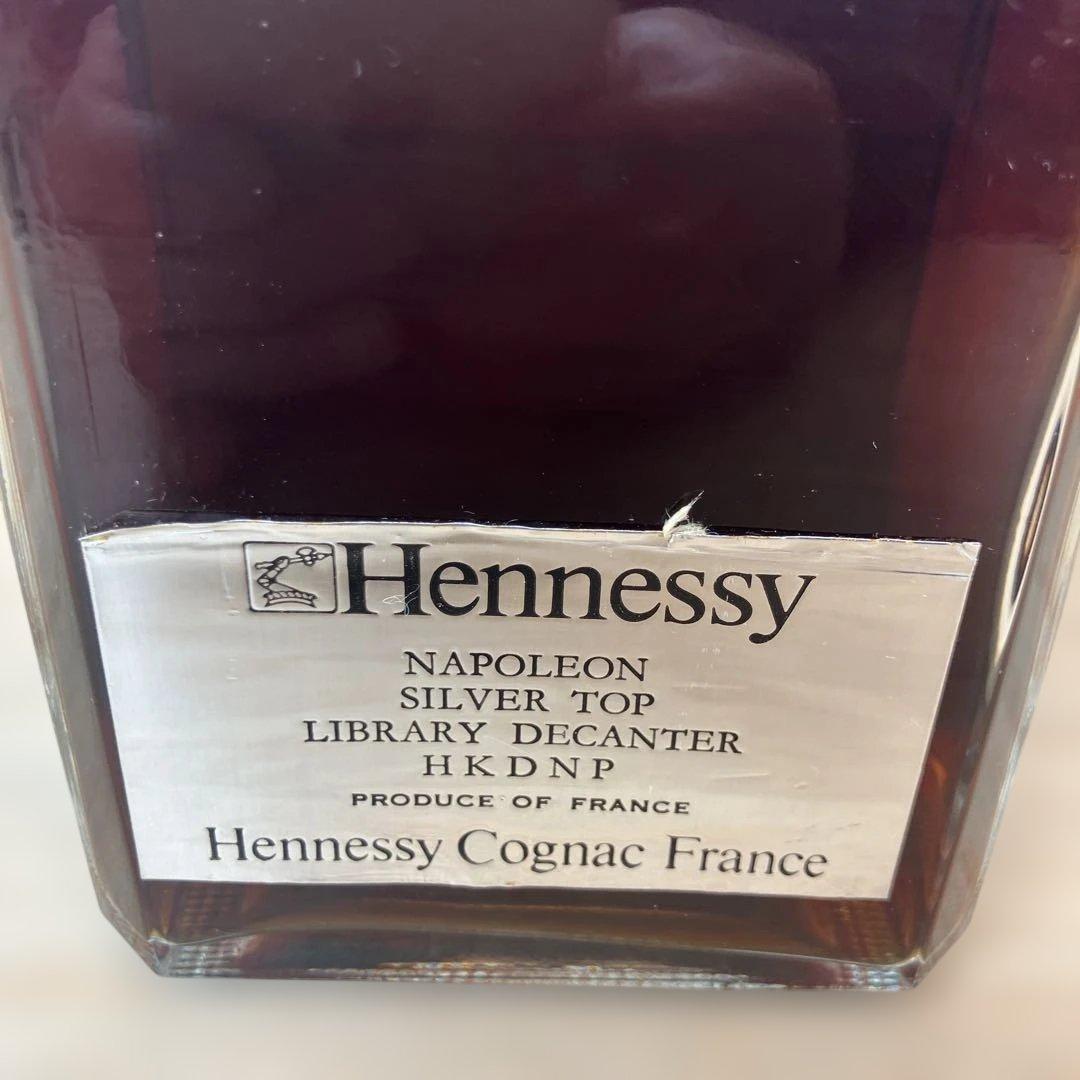 Hennessy
NAPOLEON
SILVER TOP
LIBRARY DECANTER
HKDNP
PRODUCE OF FRANCE
Hennessy Cognac France